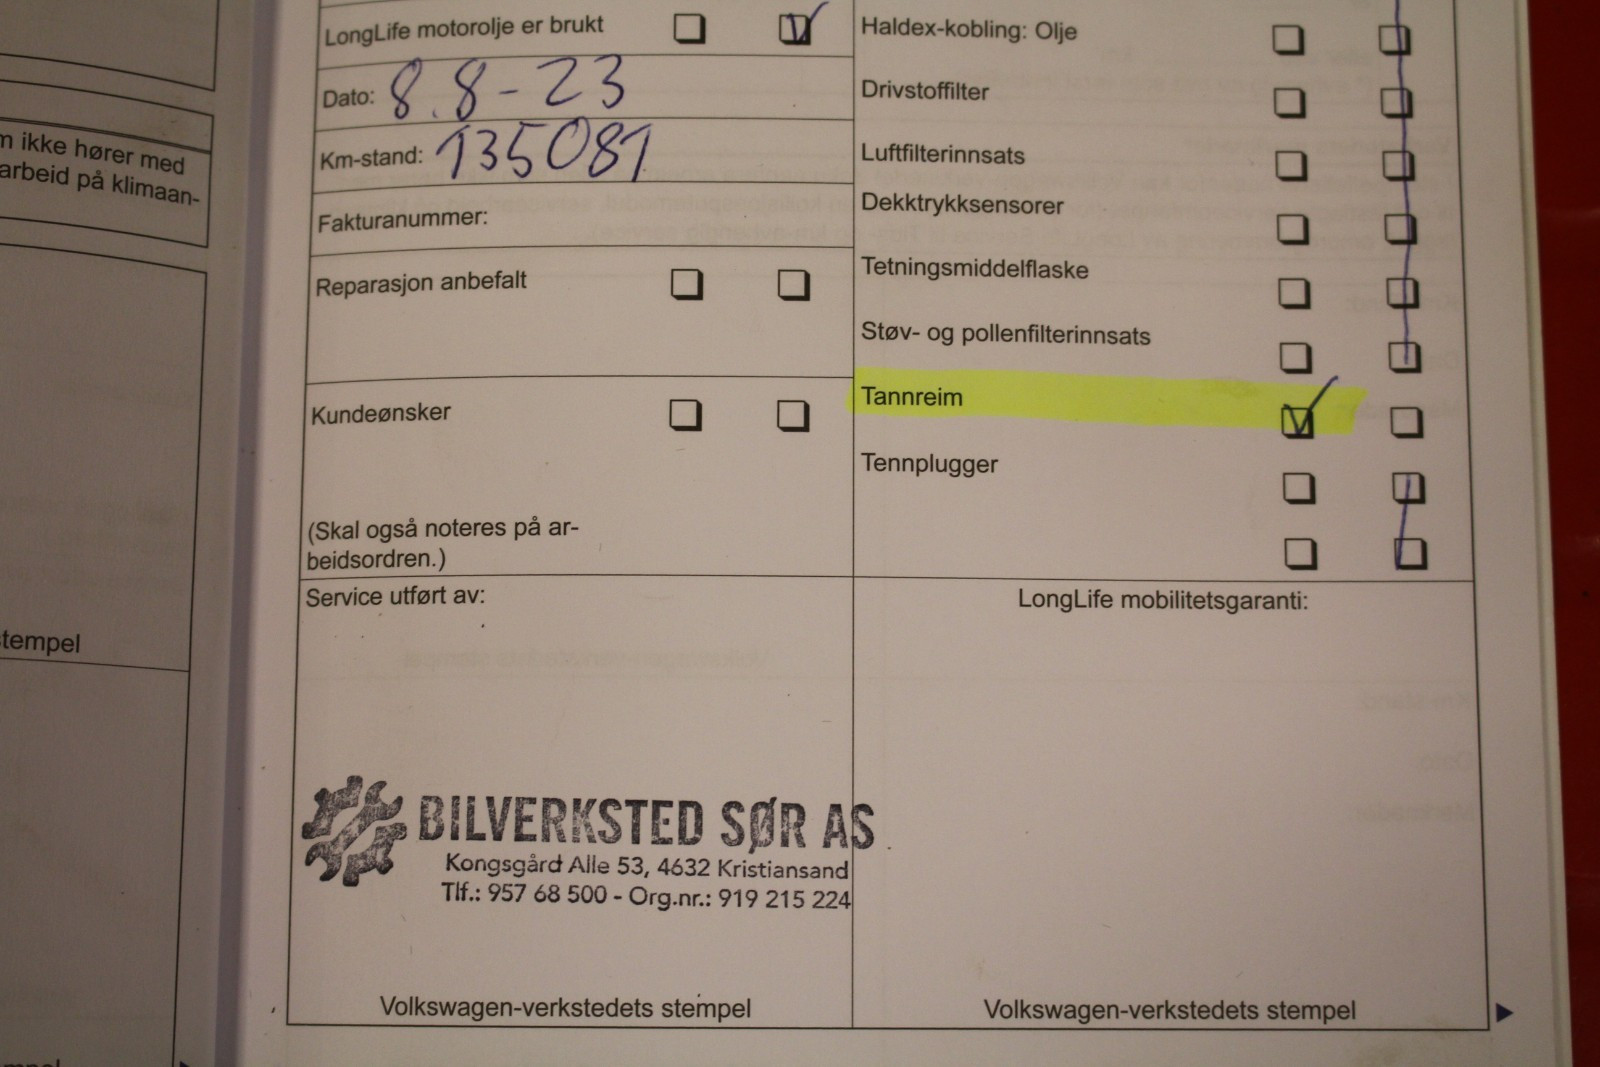 m ikke hører med
arbeid på klimaan-
stempel
LongLife motorolje er brukt
Dato: 8.8-23
Km-stand: 135081
Fakturanummer:
Reparasjon anbefalt
Kundeønsker
(Skal også noteres på ar-
beidsordren.)
Haldex-kobling: Olje
Drivstoffilter
Luftfilterinnsats
Dekktrykksensorer
Tetningsmiddelflaske
Støv- og pollenfilterinnsats
Tannreim
Tennplugger
Service utført av:
LongLife mobilitetsgaranti:
BILVERKSTED SØR AS
Kongsgård Alle 53, 4632 Kristiansand
Tlf.: 957 68 500 - Org.nr.: 919 215 224
Volkswagen-verkstedets stempel
Volkswagen-verkstedets stempel